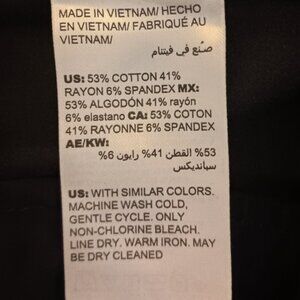 MADE IN VIETNAM/ HECHO
EN VIETNAM/ FABRIQUÉ AU
VIETNAM/
صنع في فيتنام
US: 53% COTTON 41%
RAYON 6% SPANDEX MX:
53% ALGODÓN 41% rayón
6% elastano CA: 53% COTON
41% RAYONNE 6% SPANDEX
AE/KW:
53% القطن 41% رايون 6%
سبانديكس
US: WITH SIMILAR COLORS.
MACHINE WASH COLD,
GENTLE CYCLE. ONLY
NON-CHLORINE BLEACH.
LINE DRY. WARM IRON. MAY
BE DRY CLEANED